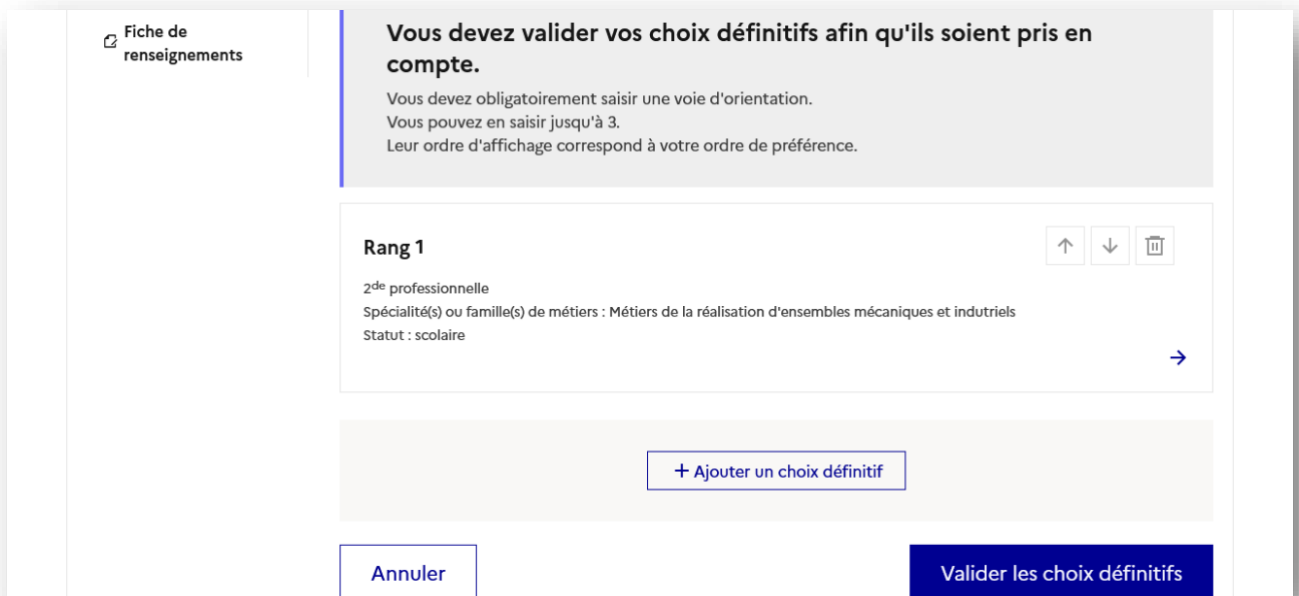 Fiche de
renseignements
Vous devez valider vos choix définitifs afin qu'ils soient pris en
compte.
Vous devez obligatoirement saisir une voie d'orientation.
Vous pouvez en saisir jusqu'à 3.
Leur ordre d'affichage correspond à votre ordre de préférence.
Rang 1
2de professionnelle
Spécialité(s) ou famille(s) de métiers : Métiers de la réalisation d'ensembles mécaniques et indutriels
Statut : scolaire
+ Ajouter un choix définitif
Annuler
Valider les choix définitifs